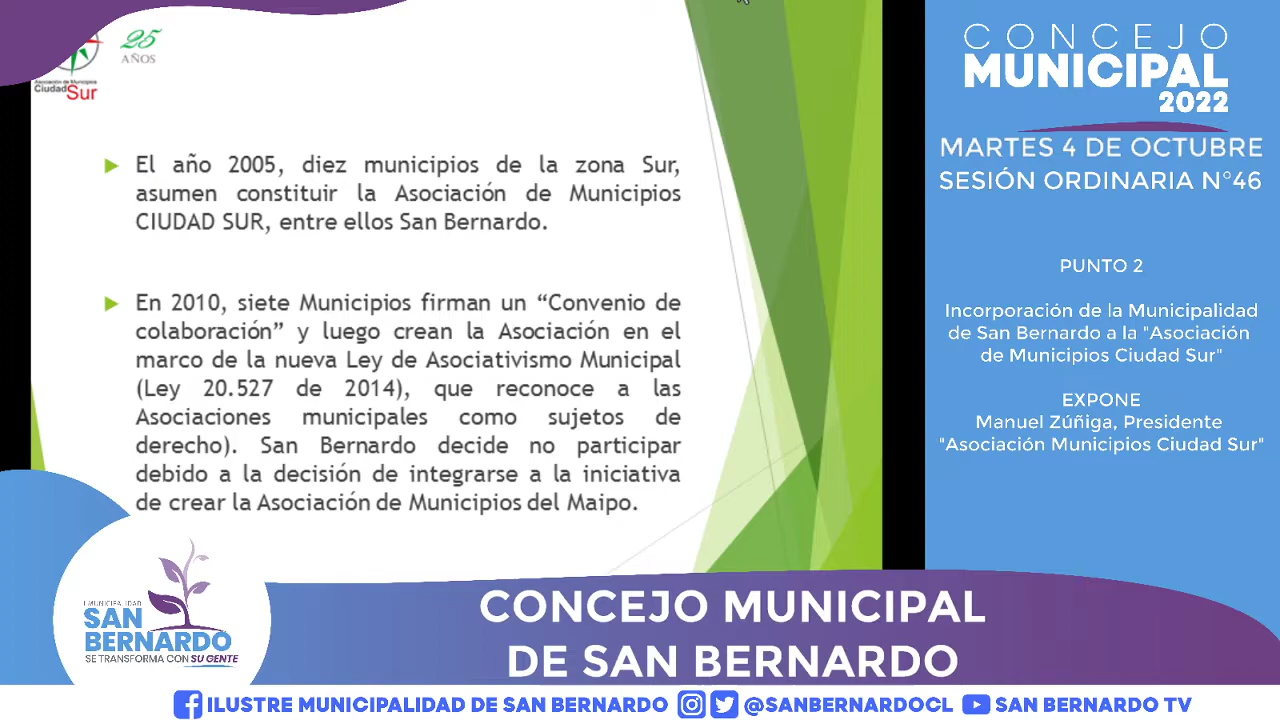 25
AÑOS
Asociación de Municipios
Ciudad Sur
El año 2005, diez municipios de la zona Sur,
asumen constituir la Asociación de Municipios
CIUDAD SUR, entre ellos San Bernardo.
En 2010, siete Municipios firman un “Convenio de
colaboración” y luego crean la Asociación en el
marco de la nueva Ley de Asociativismo Municipal
(Ley 20.527 de 2014), que reconoce a las
Asociaciones municipales como sujetos de
derecho). San Bernardo decide no participar
debido a la decisión de integrarse a la iniciativa
de crear la Asociación de Municipios del Maipo.
CONCEJO
MUNICIPAL
2022
MARTES 4 DE OCTUBRE
SESIÓN ORDINARIA N°46
PUNTO 2
Incorporación de la Municipalidad
de San Bernardo a la "Asociación
de Municipios Ciudad Sur"
EXPONE
Manuel Zúñiga, Presidente
"Asociación Municipios Ciudad Sur"
I.MUNICIPALIDAD
SAN
BERNARDO
SE TRANSFORMA CON SU GENTE
CONCEJO MUNICIPAL
DE SAN BERNARDO
ILUSTRE MUNICIPALIDAD DE SAN BERNARDO @SANBERNARDOCL SAN BERNARDO TV